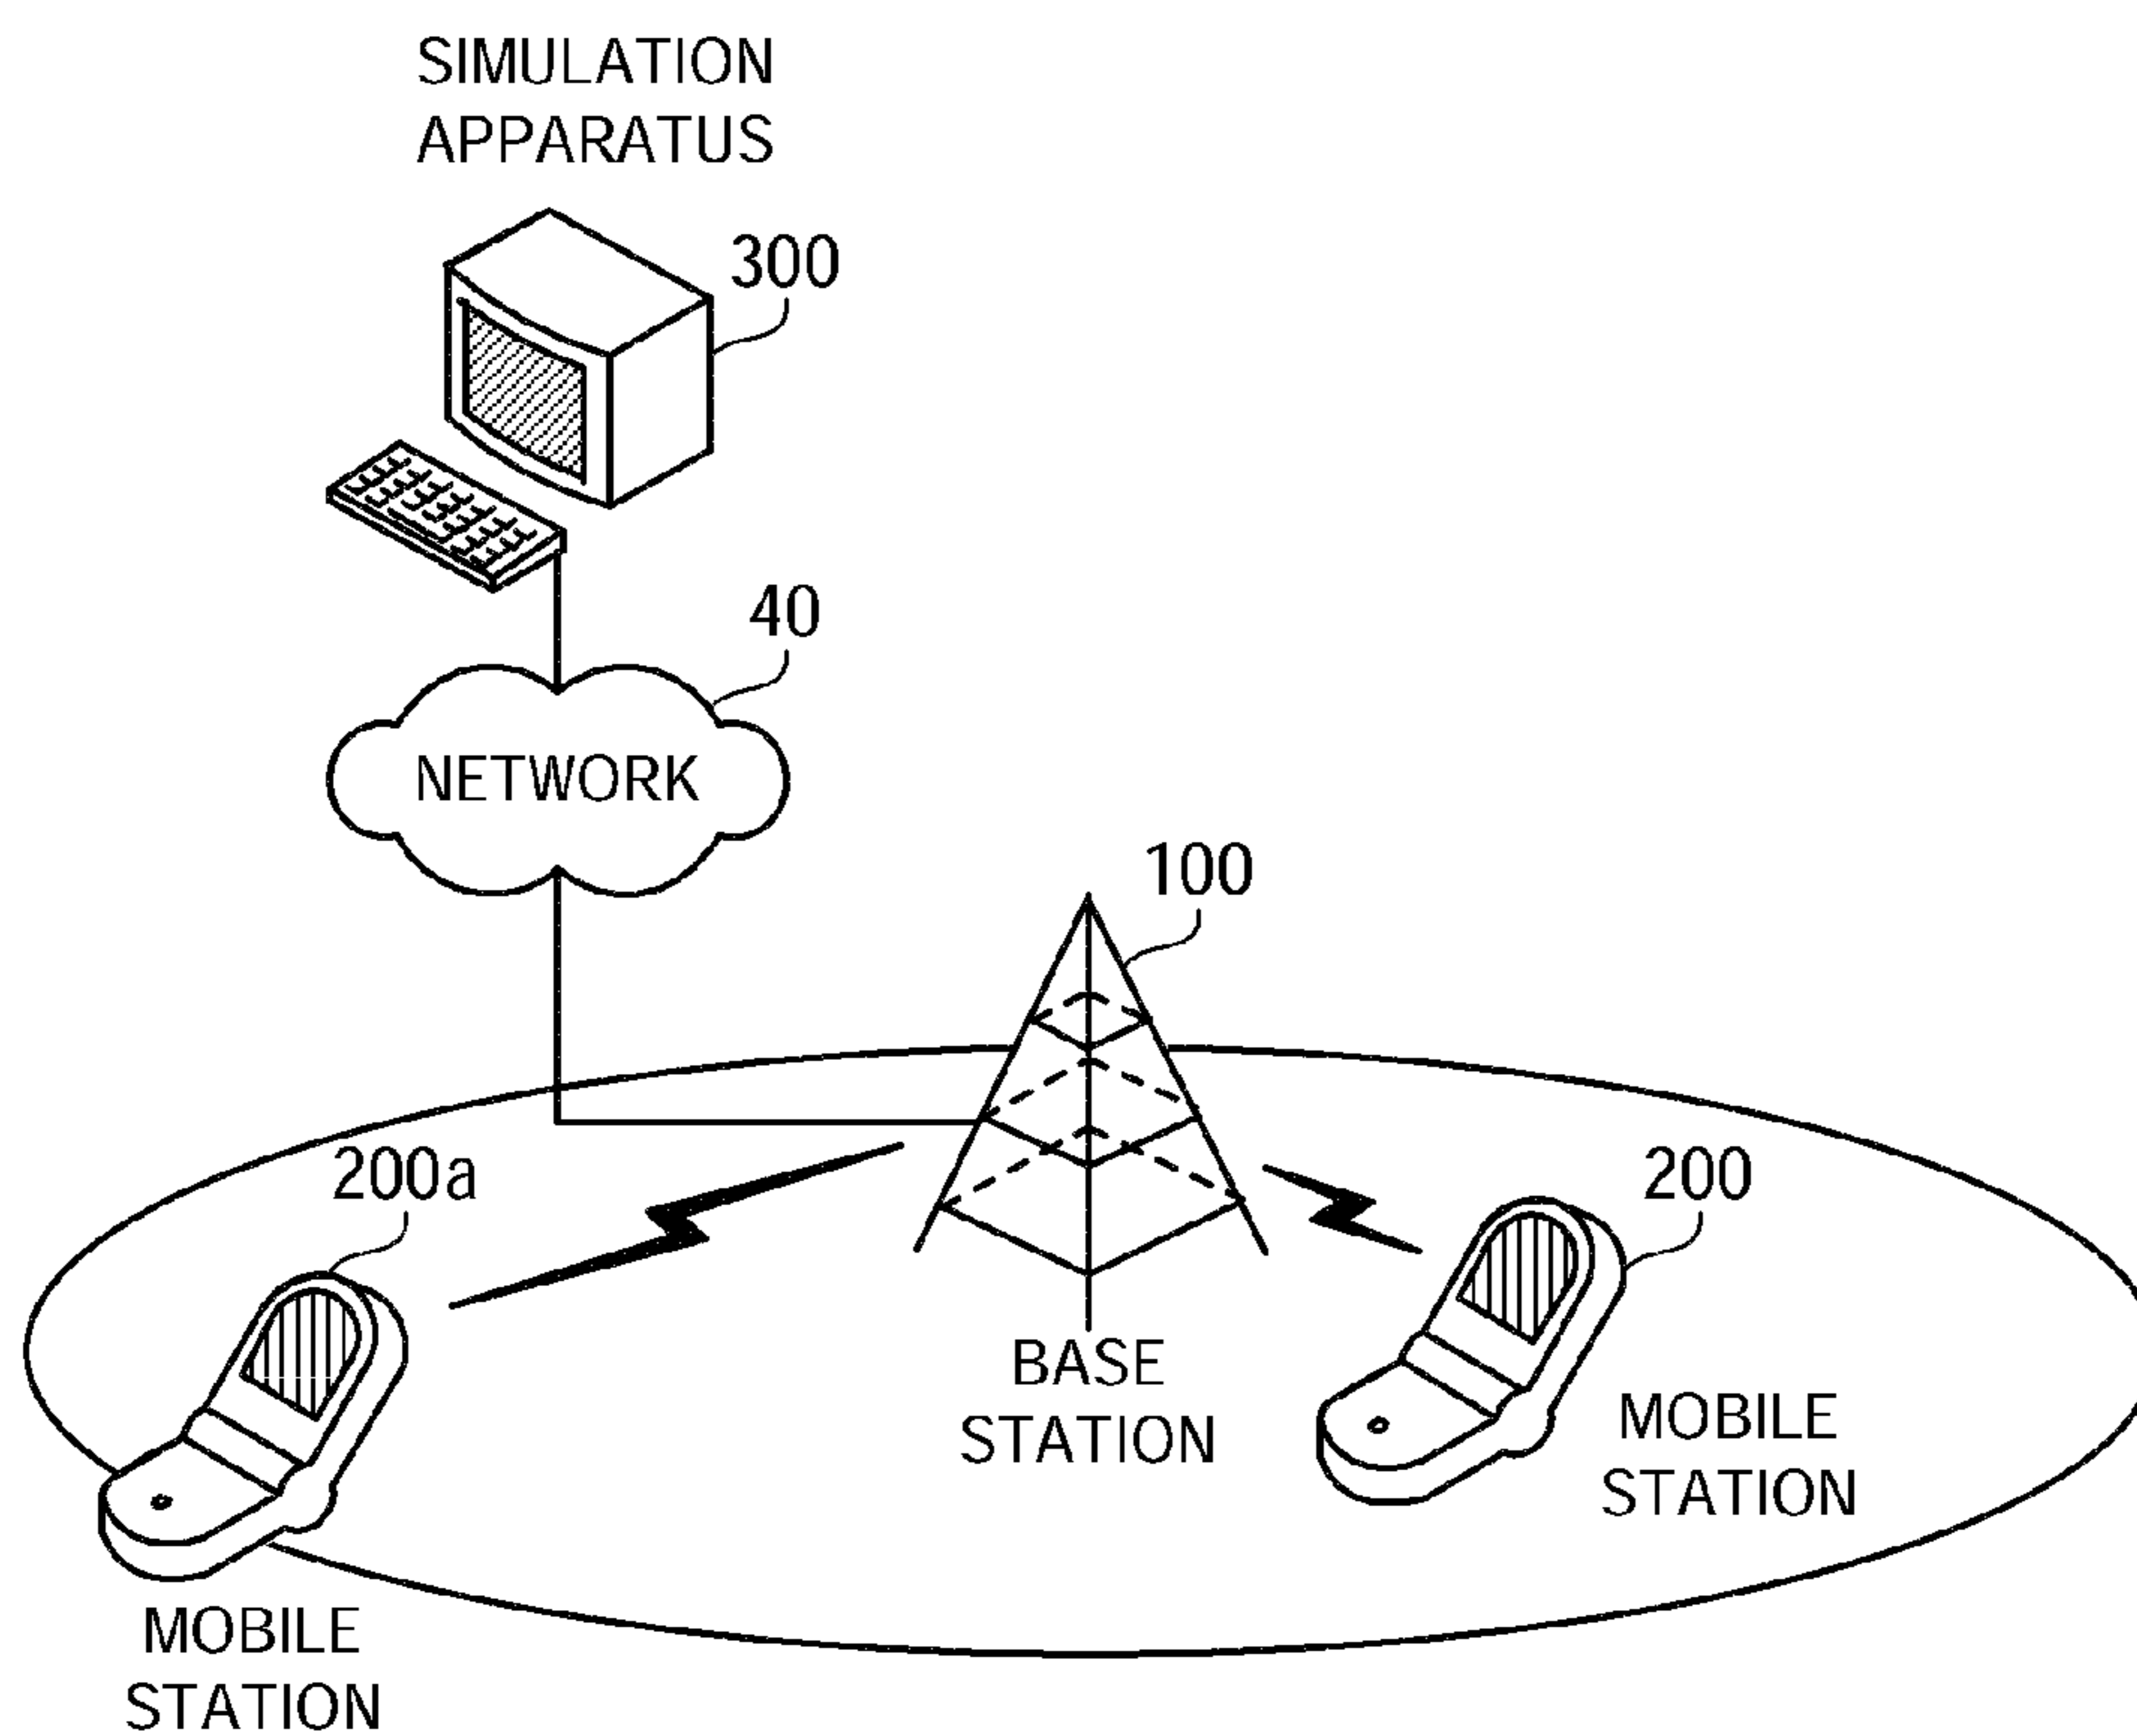 SIMULATION
APPARATUS
300
40
NETWORK
100
200a
200
BASE
STATION
MOBILE
STATION
MOBILE
STATION